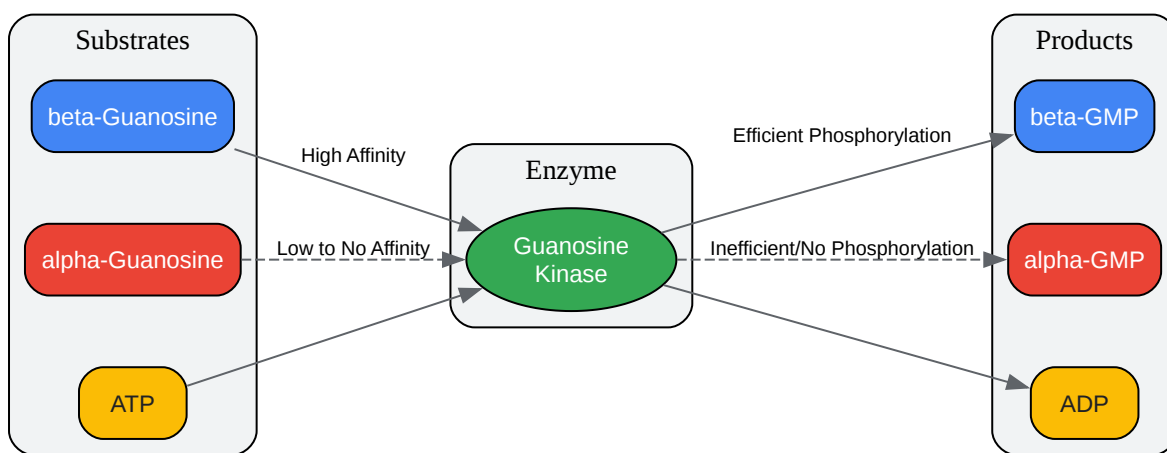 Substrates
beta-Guanosine
alpha-Guanosine
ATP
High Affinity
Low to No Affinity
Enzyme
Guanosine
Kinase
Efficient Phosphorylation
Inefficient/No Phosphorylation
Products
beta-GMP
alpha-GMP
ADP